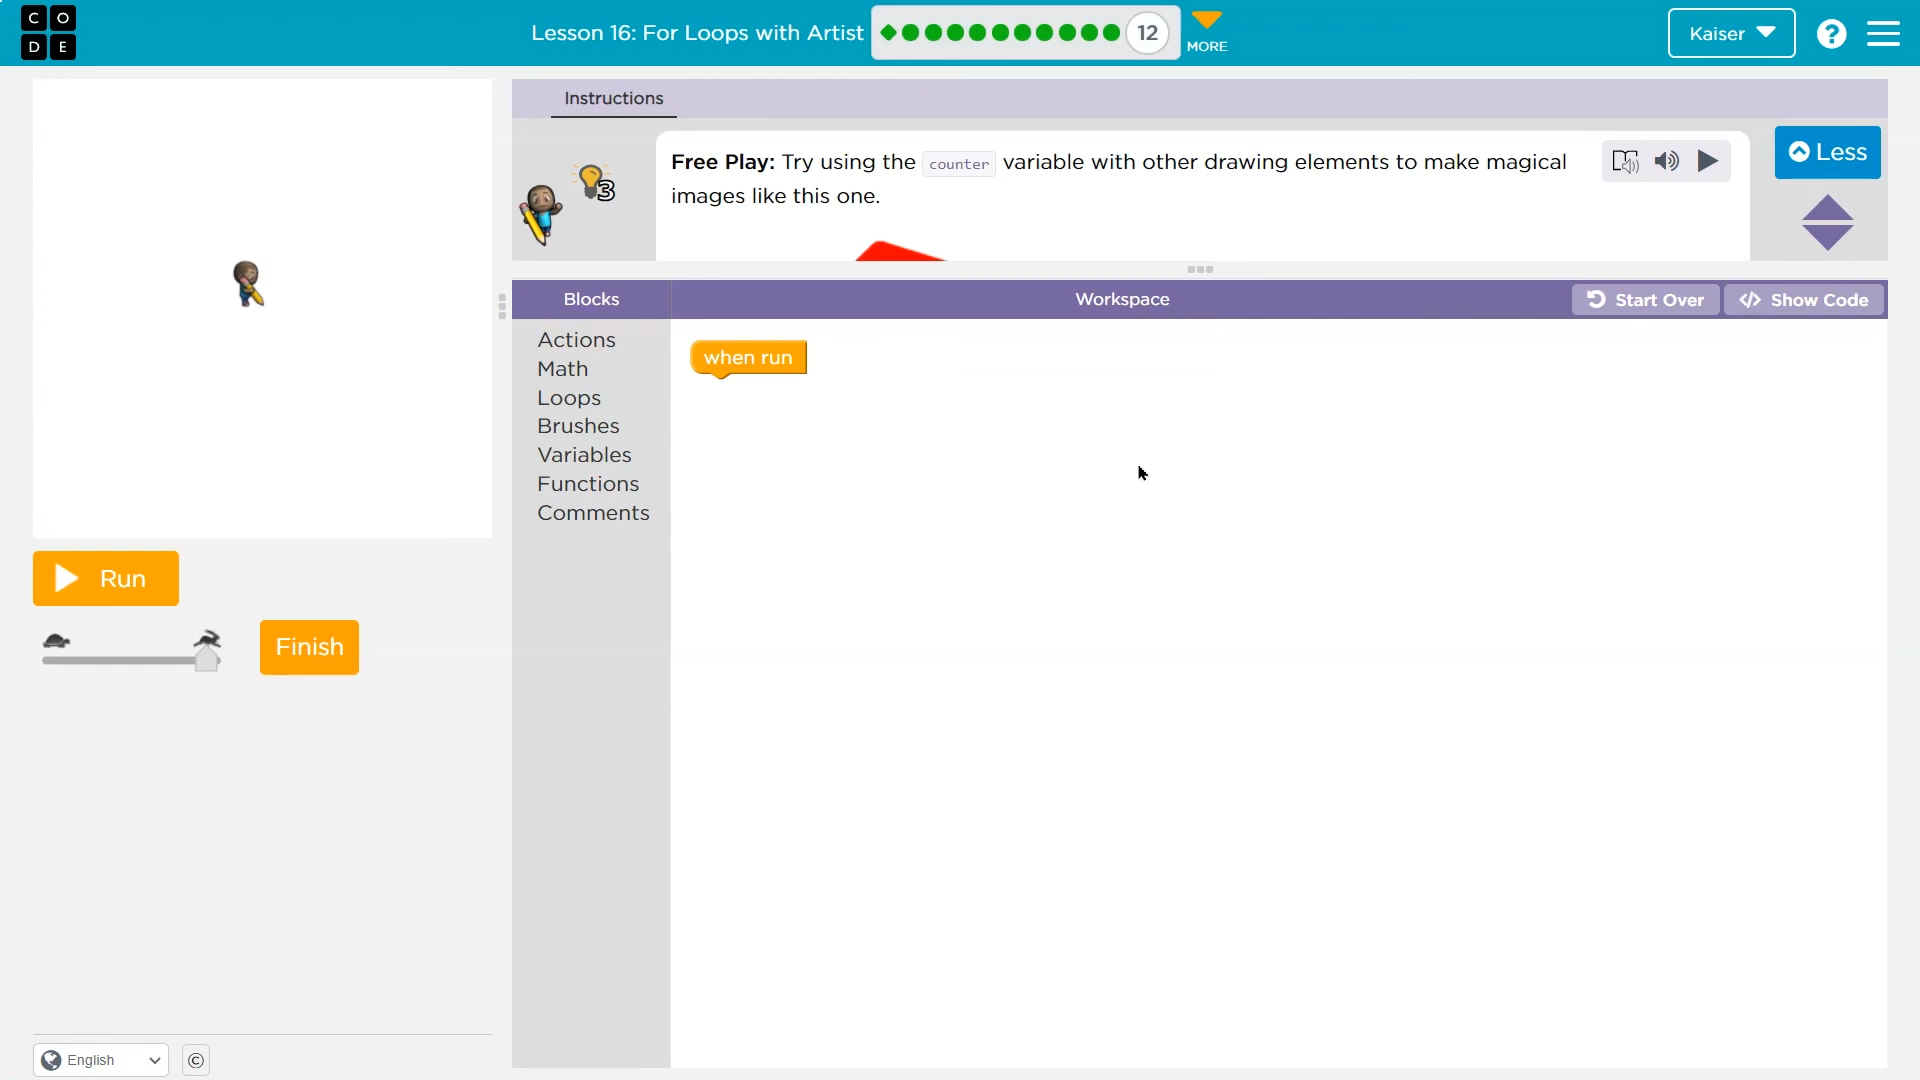 C O
D E
Lesson 16: For Loops with Artist
12
MORE
Kaiser
?
Instructions
3
Free Play: Try using the counter variable with other drawing elements to make magical
images like this one.
Less
Blocks
Workspace
Start Over
</> Show Code
Actions
Math
Loops
Brushes
Variables
Functions
Comments
when run
Run
Finish
English
©